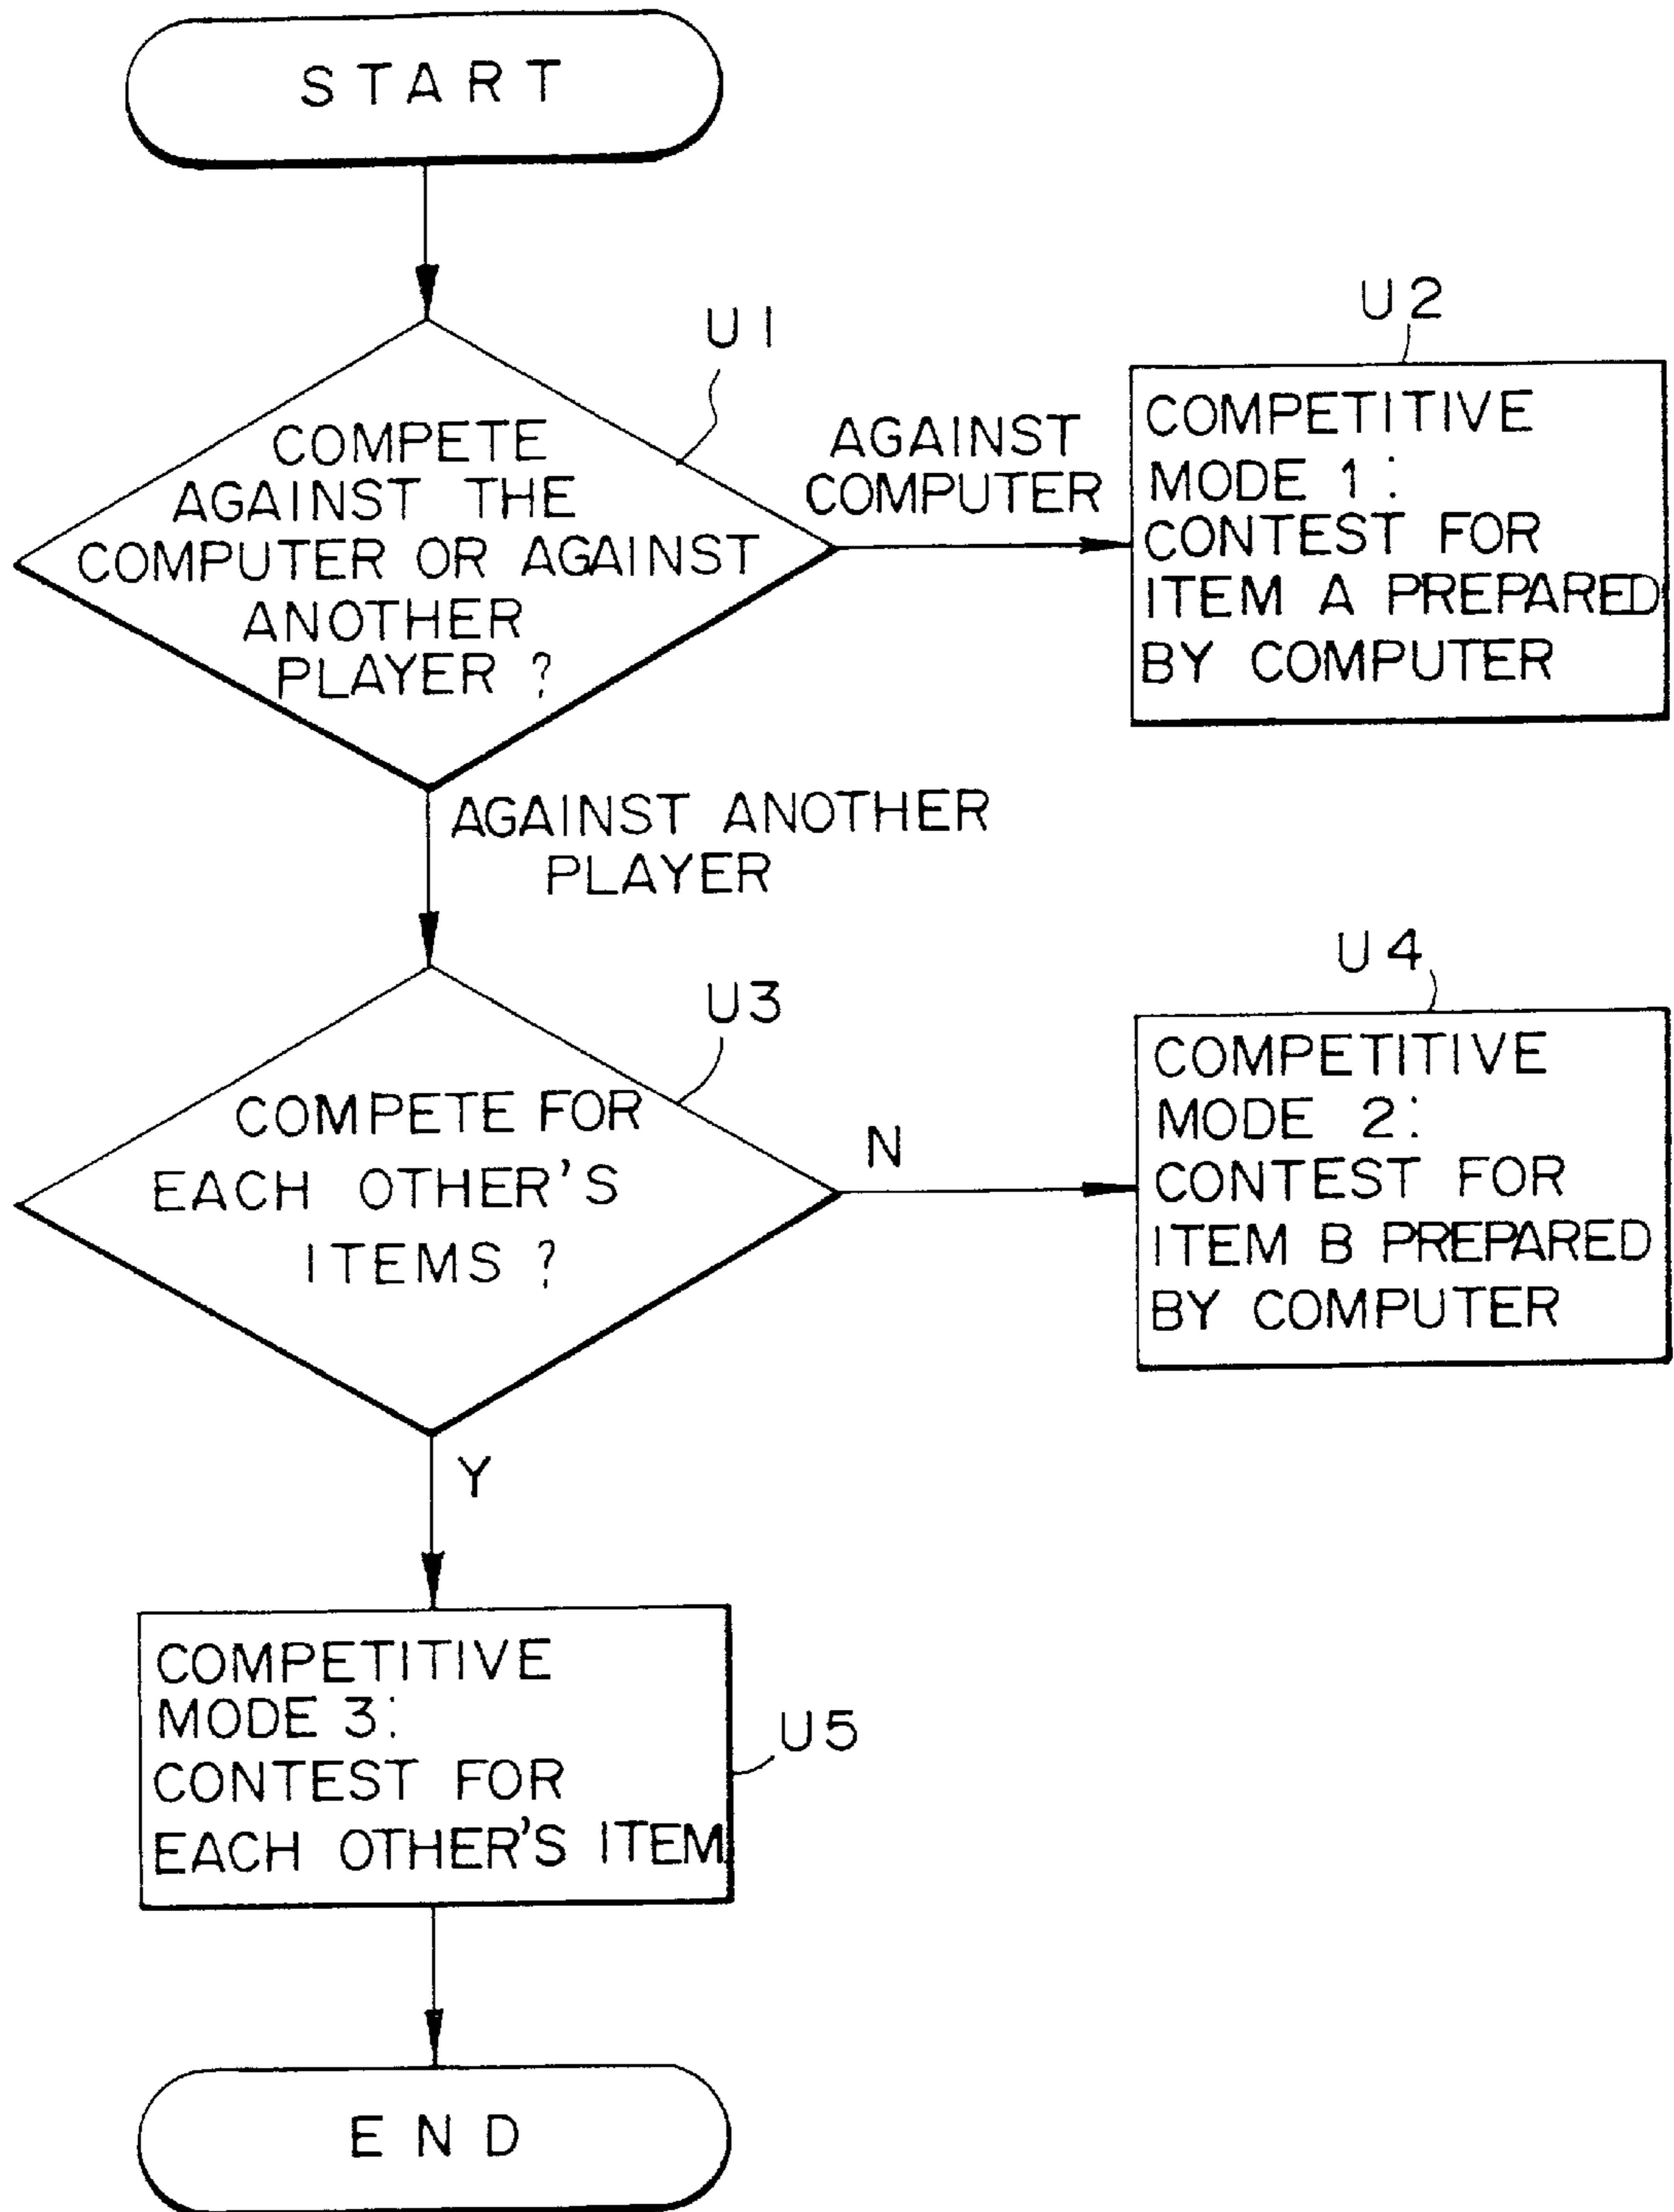 START
U1
COMPETE
AGAINST THE
COMPUTER OR AGAINST
ANOTHER
PLAYER ?
AGAINST
COMPUTER
U2
COMPETITIVE
MODE 1 :
CONTEST FOR
ITEM A PREPARED
BY COMPUTER
AGAINST ANOTHER
PLAYER
U3
COMPETE FOR
EACH OTHER'S
ITEMS ?
N
U4
COMPETITIVE
MODE 2:
CONTEST FOR
ITEM B PREPARED
BY COMPUTER
Y
COMPETITIVE
MODE 3:
CONTEST FOR
EACH OTHER'S ITEM
U5
END